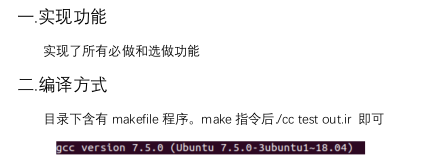 一.实现功能
实现了所有必做和选做功能
二.编译方式
目录下含有 makefile 程序。make 指令后./cc test out.ir 即可
gcc version 7.5.0 (Ubuntu 7.5.0-3ubuntu1~18.04)